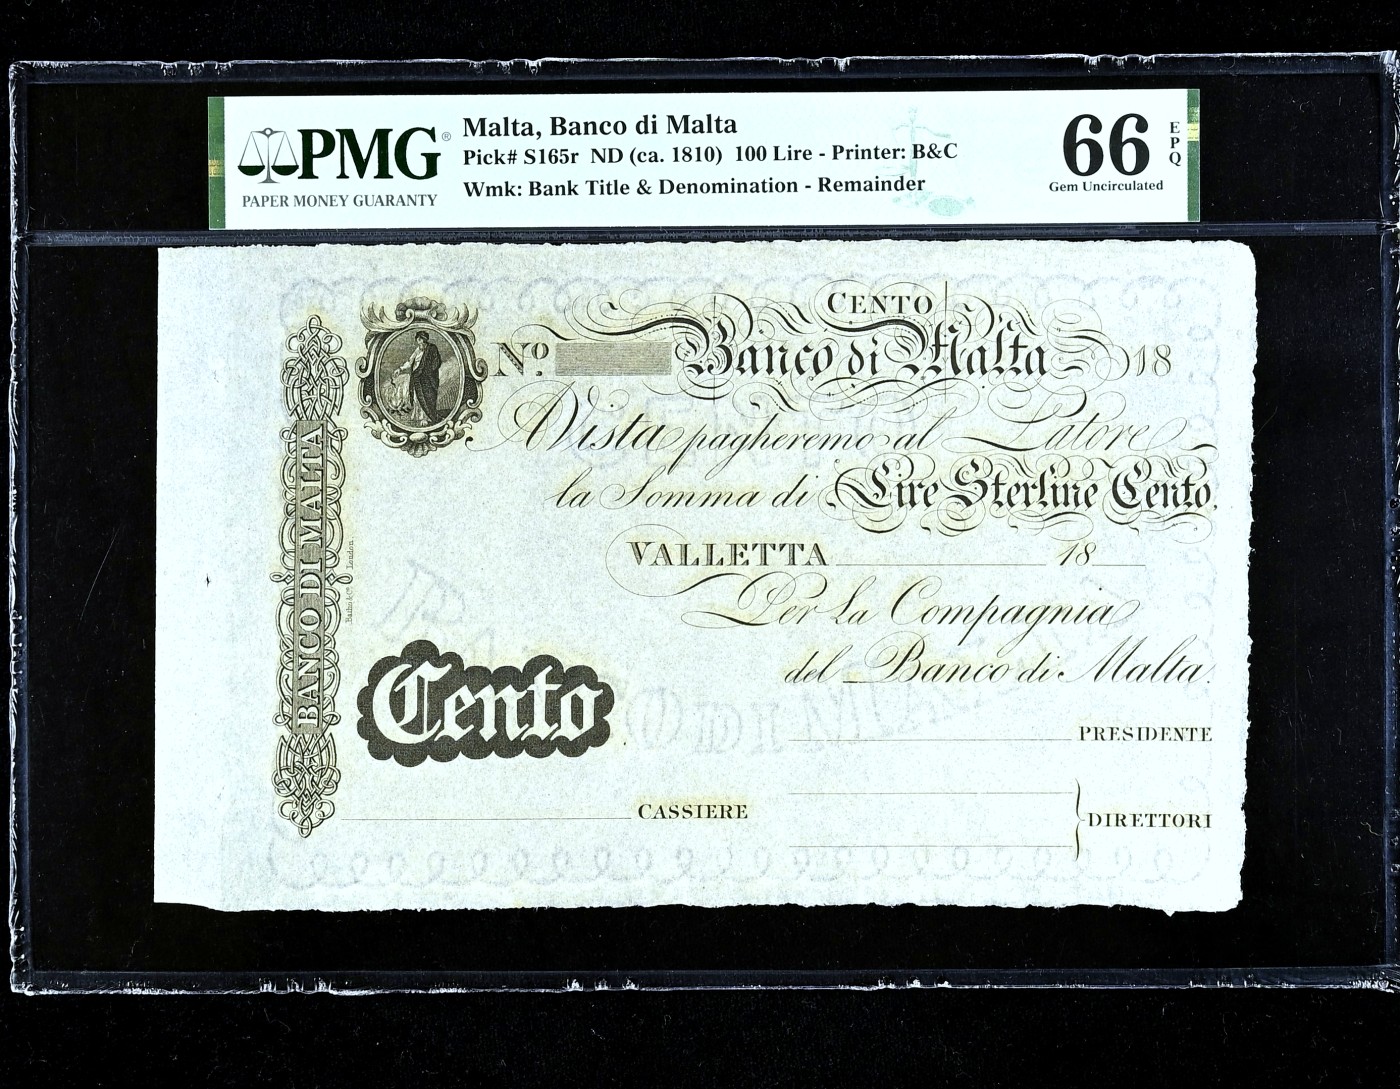 PMG®
PAPER MONEY GUARANTY
Malta, Banco di Malta
Pick# S165r ND (ca. 1810) 100 Lire - Printer: B&C
Wmk: Bank Title & Denomination - Remainder
66 EPQ
Gem Uncirculated
CENTO
No. Banco di Malta 18
A Vista pagheremo al Latore
la Somma di Lire Sterline Cento.
VALLETTA 18
Per La Compagnia
del Banco di Malta.
BANCO DI MALTA
London
Cento
PRESIDENTE
CASSIERE
DIRETTORI